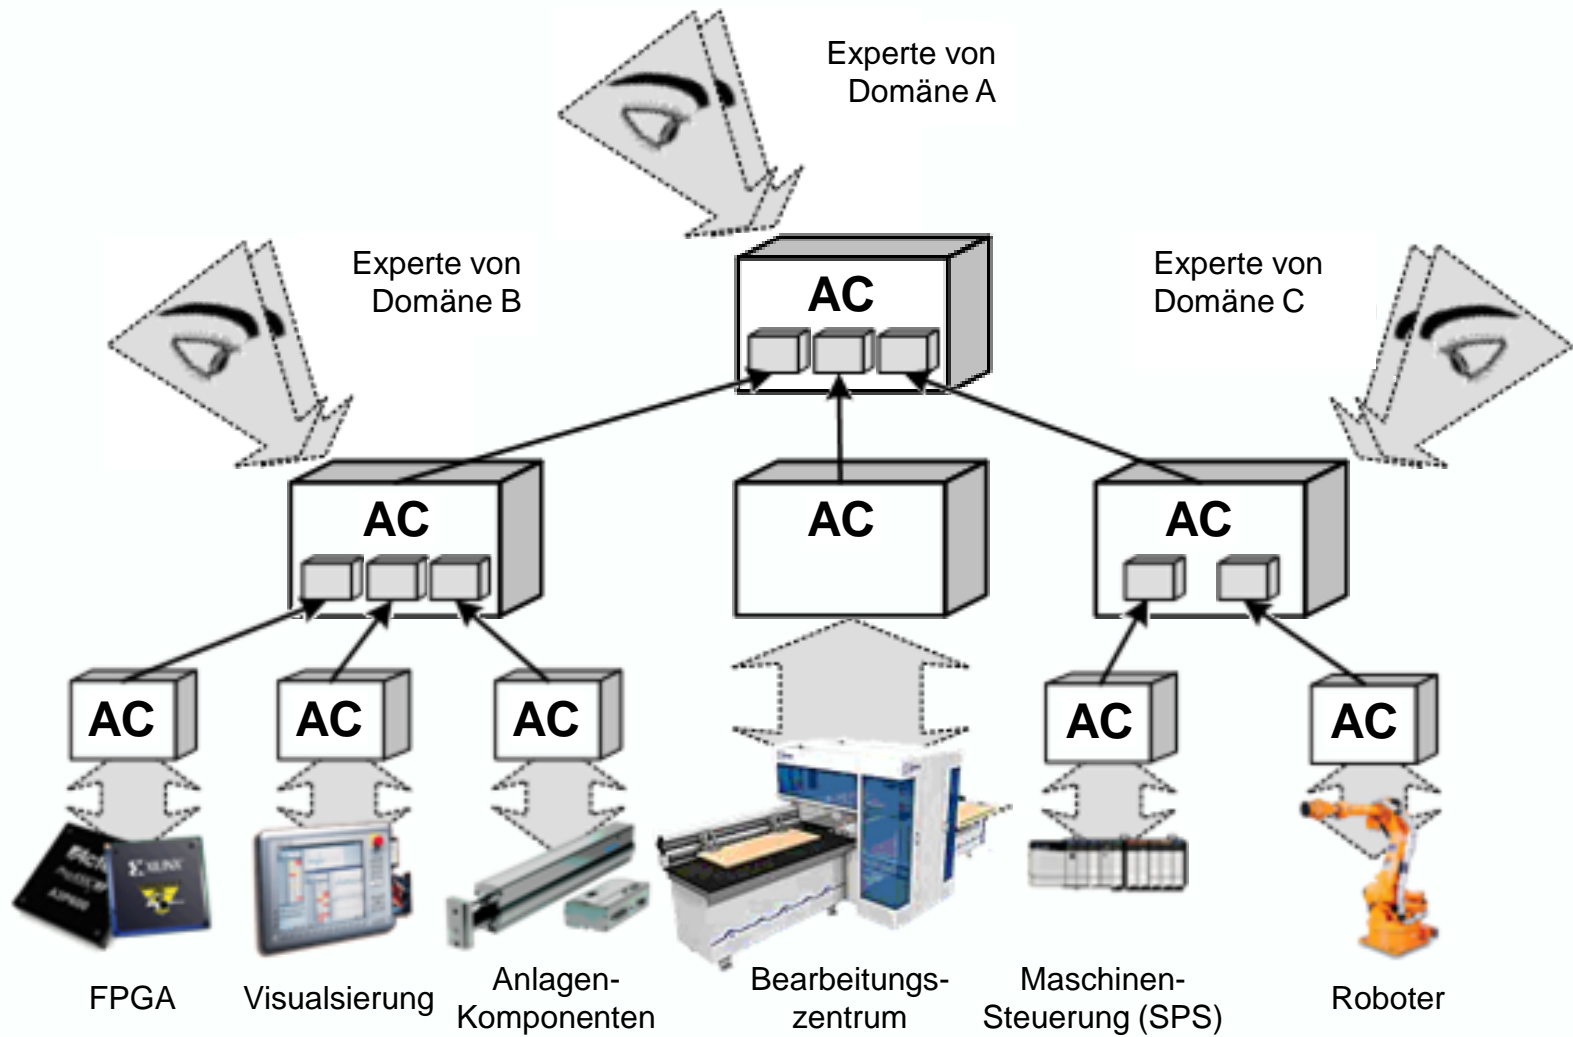 Experte von
Domäne A
Experte von
Domäne B
Experte von
Domäne C
AC
AC
AC
AC
AC
AC
AC
AC
AC
XILINX
FPGA
Visualsierung
Anlagen-
Komponenten
Bearbeitungs-
zentrum
Maschinen-
Steuerung (SPS)
Roboter